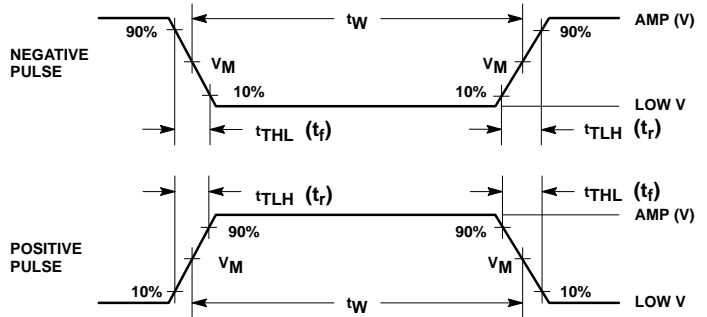 tW
AMP (V)
90%
90%
NEGATIVE
PULSE
VM
VM
10%
10%
LOW V
tTHL (tf)
tTLH (tr)
tTLH (tr)
tTHL (tf)
AMP (V)
90%
90%
POSITIVE
PULSE
VM
VM
10%
10%
tW
LOW V